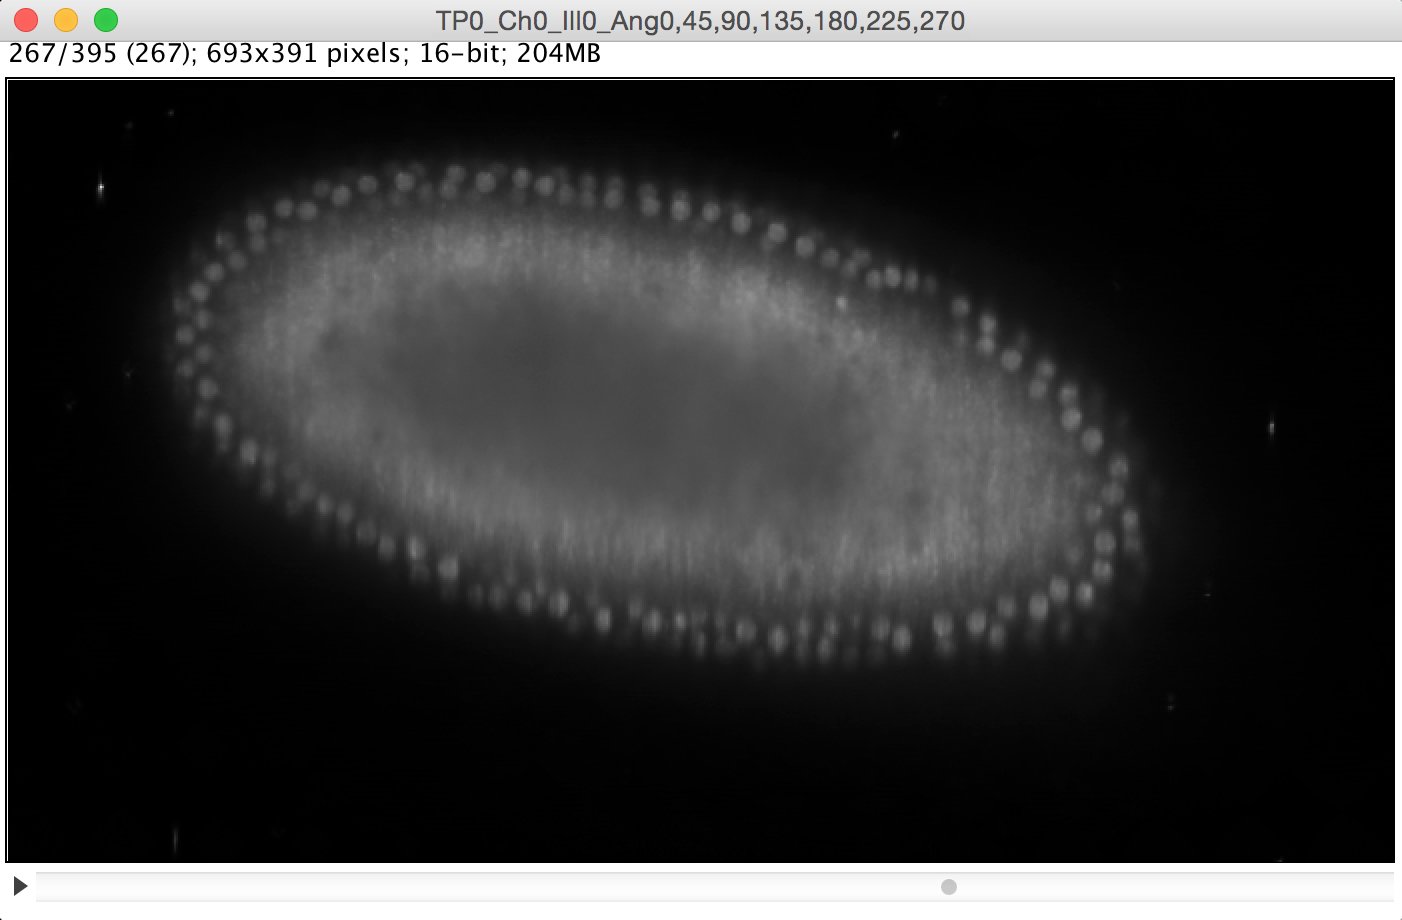 TP0_Ch0_Ill0_Ang0,45,90,135,180,225,270
267/395 (267); 693x391 pixels; 16-bit; 204MB